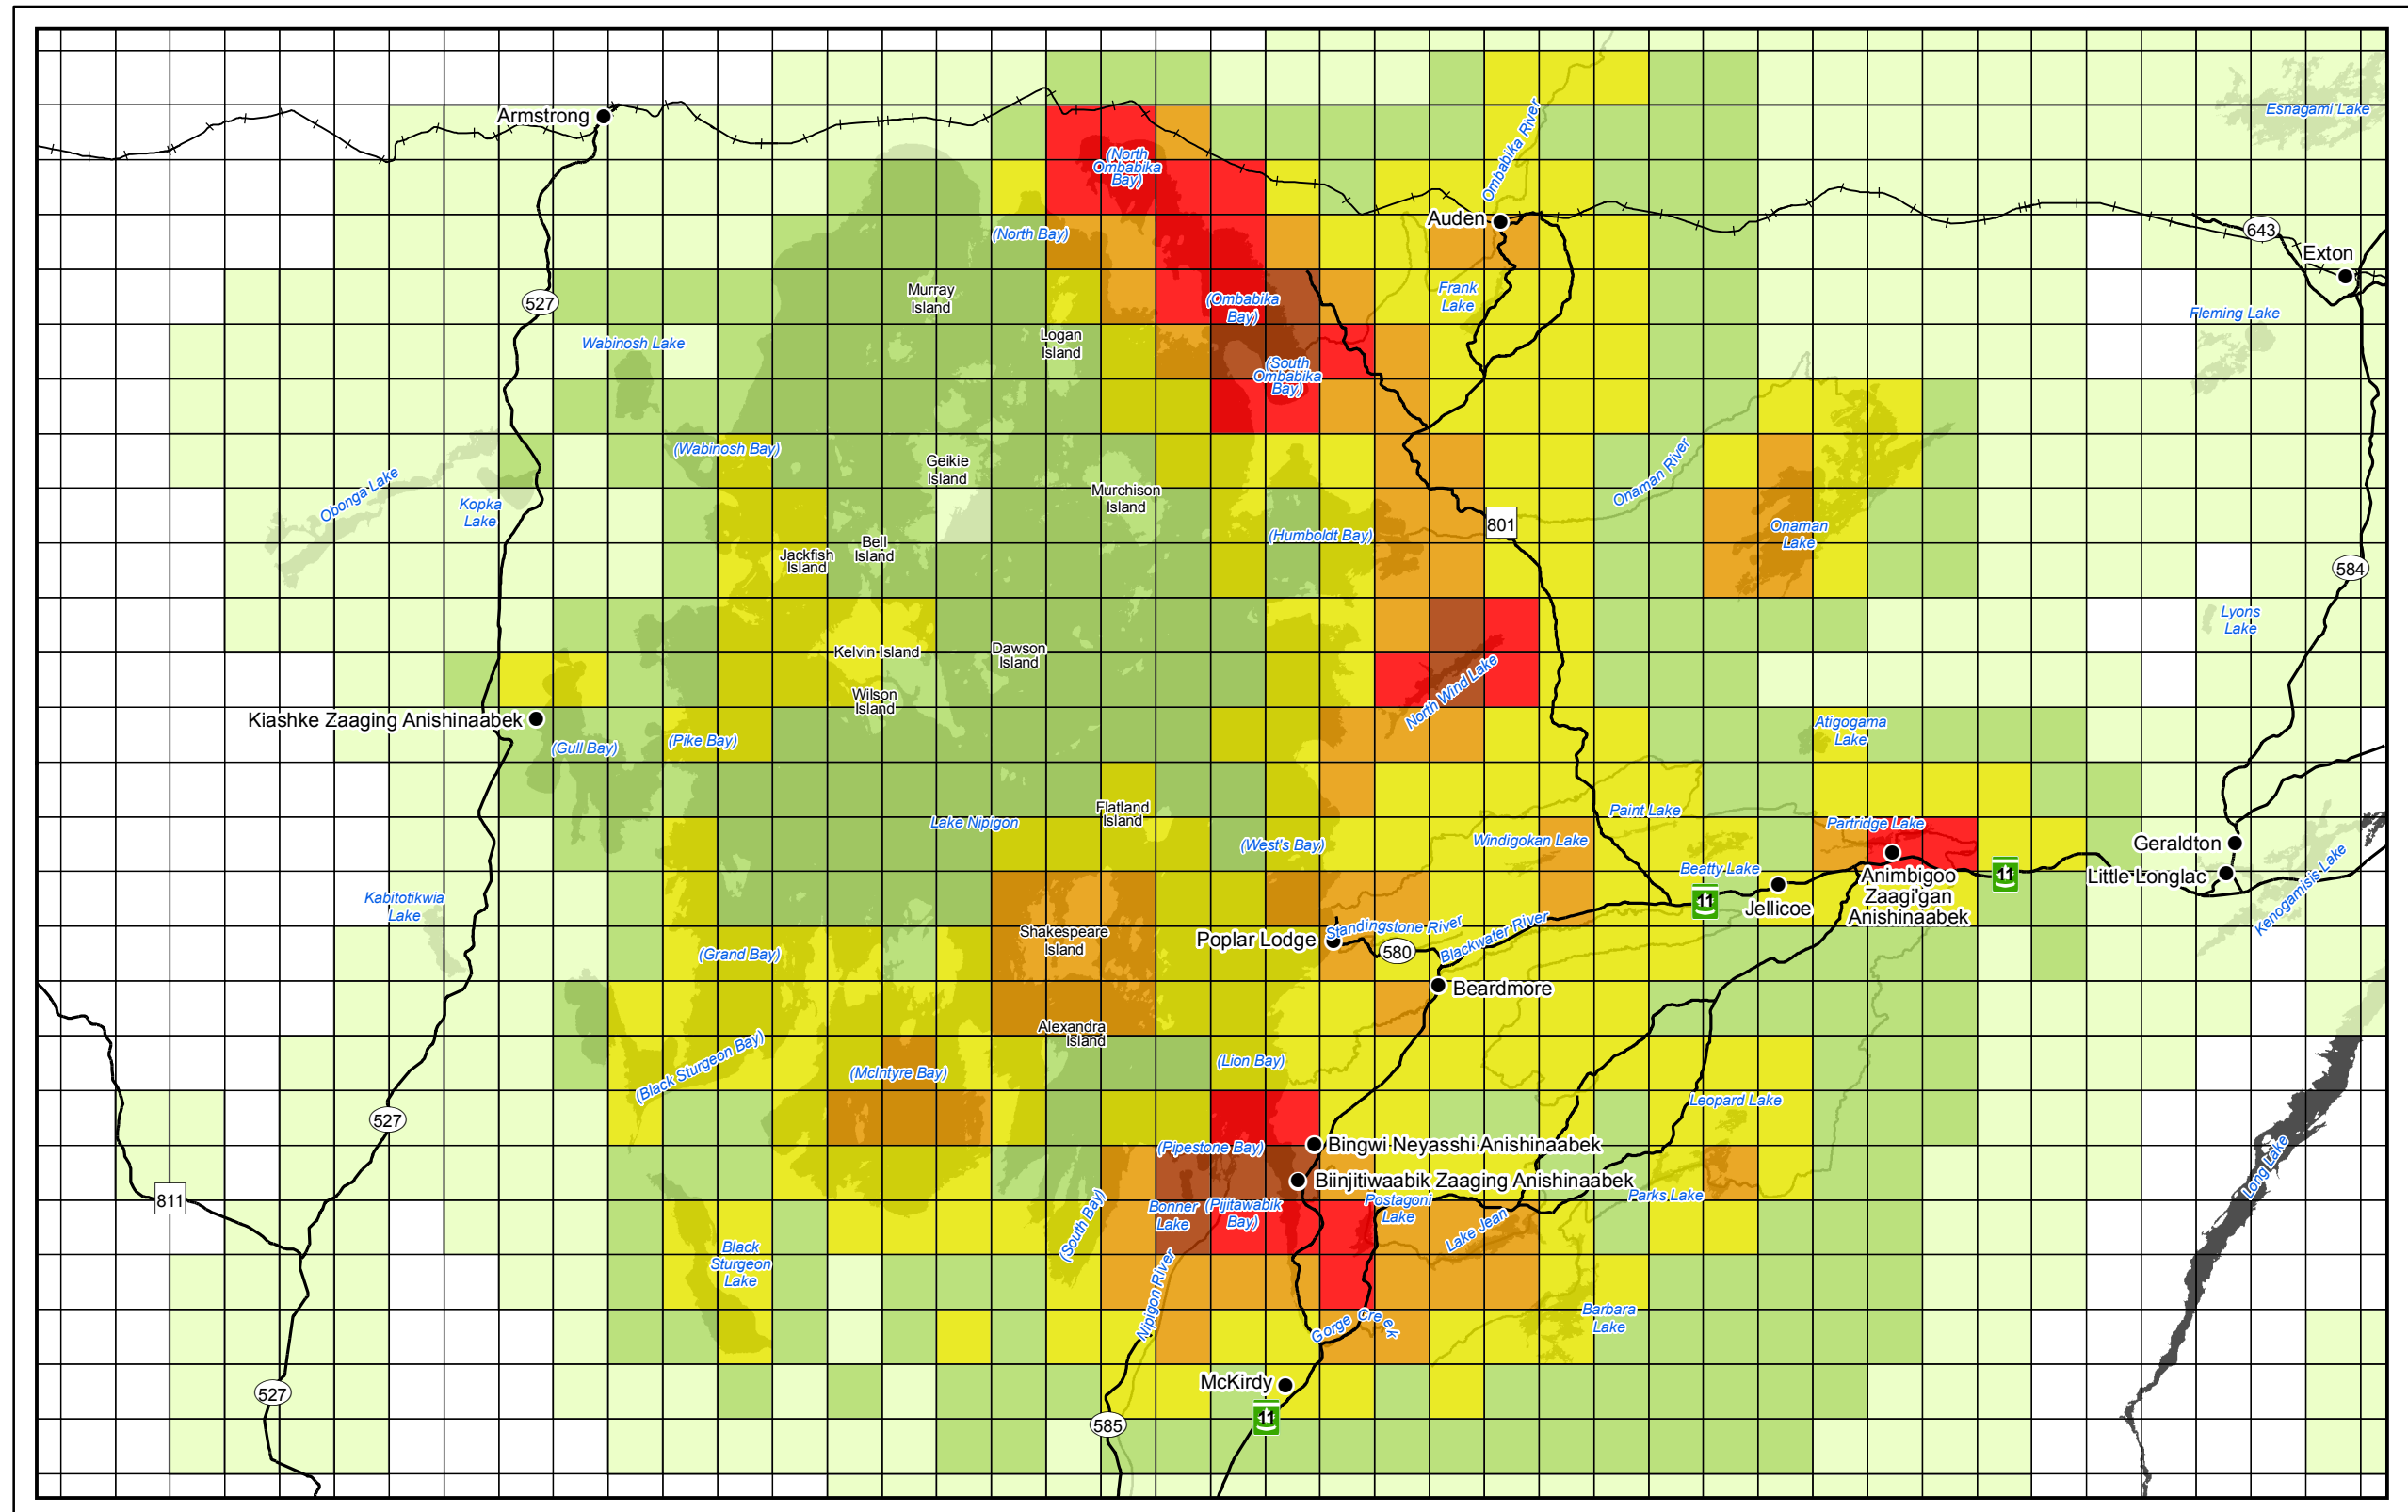 Esnagami Lake
Armstrong
(North
Ombabika
Bay)
Ombabika River
Auden
(North Bay)
643
Exton
527
Murray
Island
(Ombabika
Bay)
Frank
Lake
Fleming Lake
Wabinosh Lake
Logan
Island
(South
Ombabika
Bay)
(Wabinosh Bay)
Geikie
Island
Obonga Lake
Kopka
Lake
Murchison
Island
Onaman River
801
Onaman
Lake
(Humboldt Bay)
Jackfish
Island
Bell
Island
584
Lyons
Lake
Kelvin Island
Dawson
Island
Wilson
Island
North Wind Lake
Kiashke Zaaging Anishinaabek
(Gull Bay)
(Pike Bay)
Atigogama
Lake
Flatland
Island
Lake Nipigon
Paint Lake
Partridge Lake
(West's Bay)
Windigokan Lake
Geraldton
Beatty Lake
11
Animbigoo
Zaagi'gan
Anishinaabek
Little Longlac
Kenogamisis Lake
Kabitotikwia
Lake
11
Jellicoe
Shakespeare
Island
Poplar Lodge
Standingstone River
580
Blackwater River
(Grand Bay)
Beardmore
Alexandra
Island
(Black Sturgeon Bay)
(McIntyre Bay)
(Lion Bay)
Leopard Lake
527
(Pipestone Bay)
Bingwi Neyasshi Anishinaabek
Biinjitiwaabik Zaaging Anishinaabek
Long Lake
811
(South Bay)
Bonner
Lake
(Pijitawabik
Bay)
Postagoni
Lake
Parks Lake
Lake Jean
Black
Sturgeon
Lake
Nipigon River
Gorge Creek
Barbara
Lake
McKirdy
527
585
11